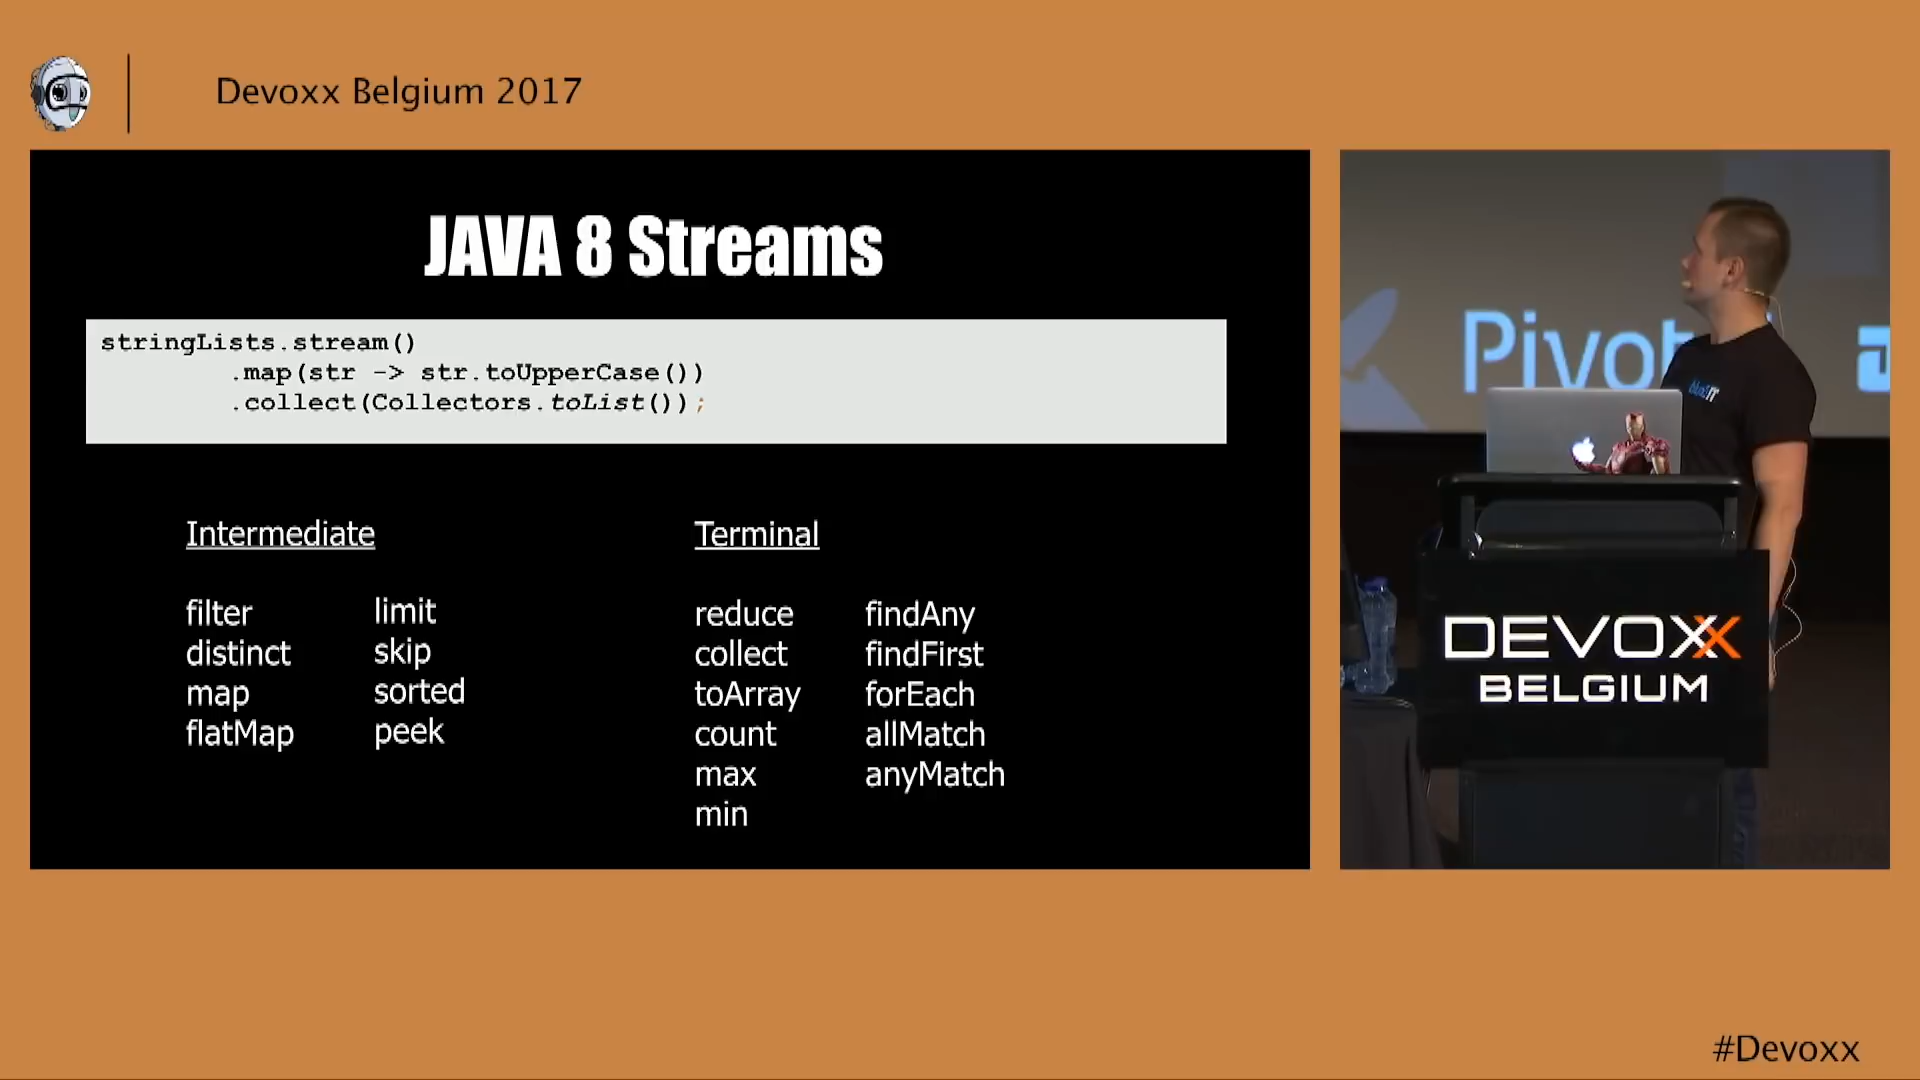 Devoxx Belgium 2017
JAVA 8 Streams
stringLists.stream()
.map(str -> str.toUpperCase())
.collect(Collectors.toList());
Intermediate
filter
distinct
map
flatMap
limit
skip
sorted
peek
Terminal
reduce
collect
toArray
count
max
min
findAny
findFirst
forEach
allMatch
anyMatch
DEVOXX
BELGIUM
#Devoxx